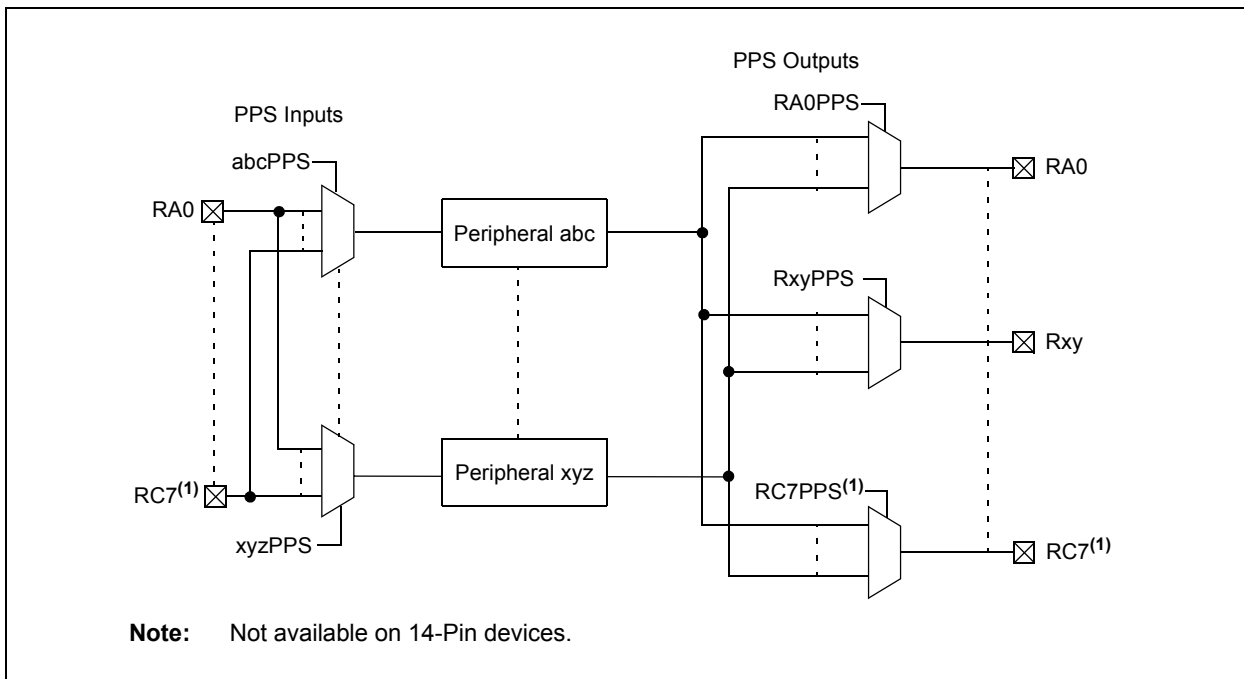 PPS Outputs
RA0PPS
PPS Inputs
abcPPS
RA0
RA0
Peripheral abc
RxyPPS
Rxy
Peripheral xyz
RC7(1)
RC7PPS(1)
xyzPPS
RC7(1)
Note: Not available on 14-Pin devices.